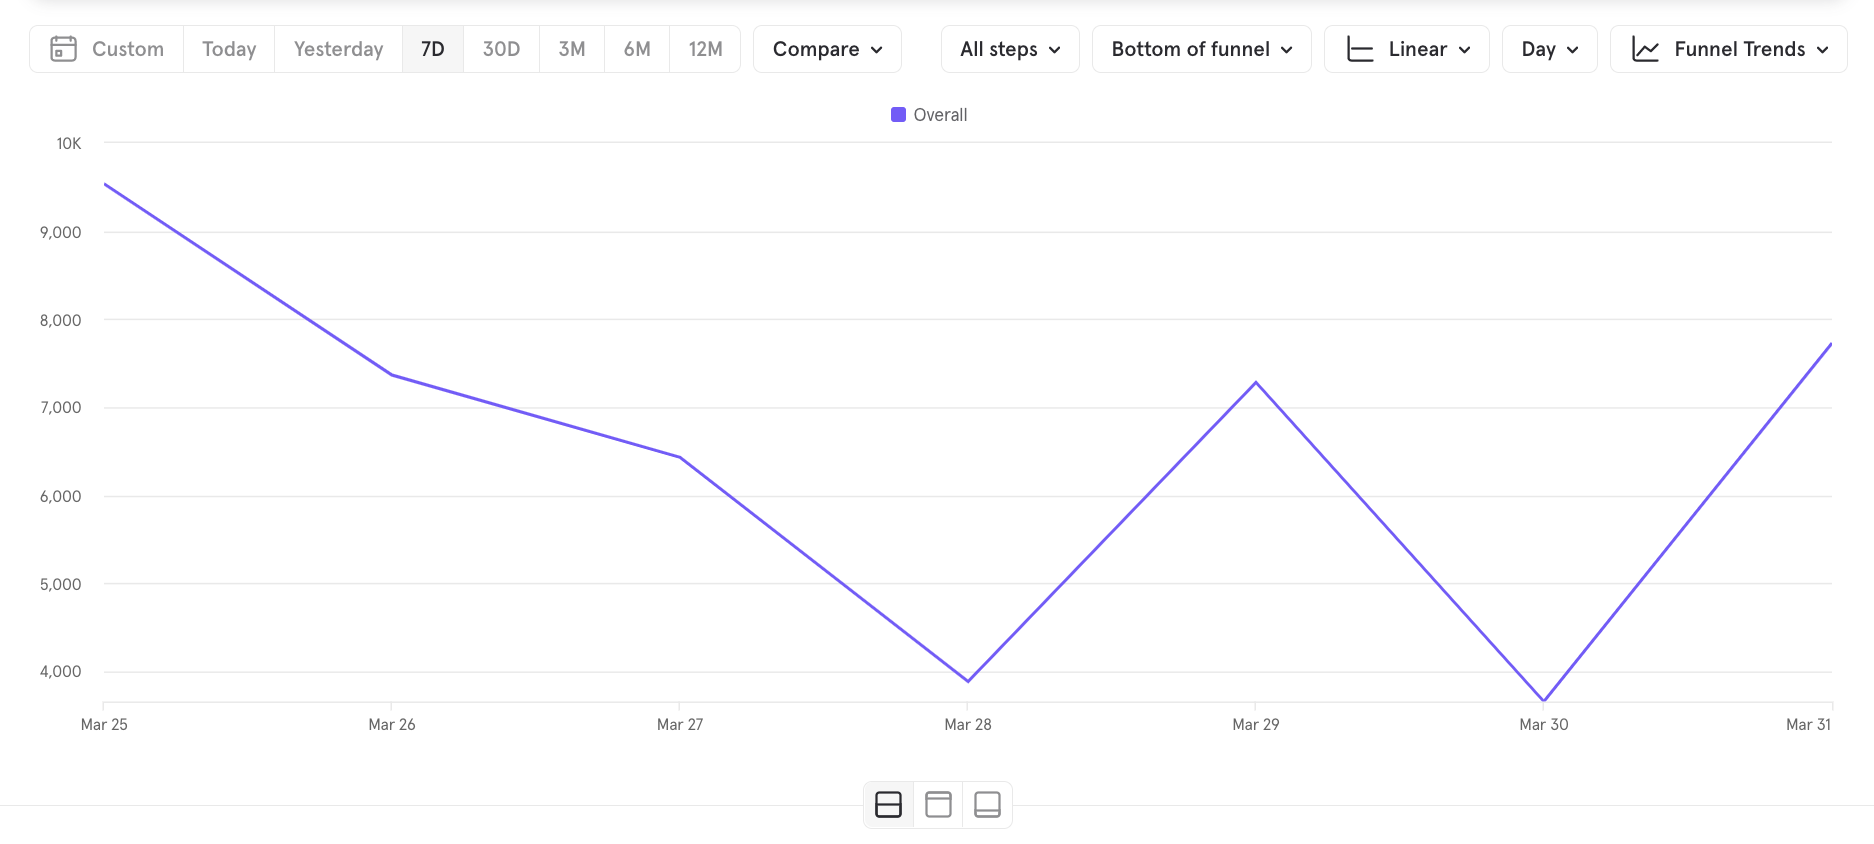 Custom Today Yesterday 7D 30D 3M 6M 12M Compare All steps Bottom of funnel Linear Day Funnel Trends
Overall
10K
9,000
8,000
7,000
6,000
5,000
4,000
Mar 25 Mar 26 Mar 27 Mar 28 Mar 29 Mar 30 Mar 31